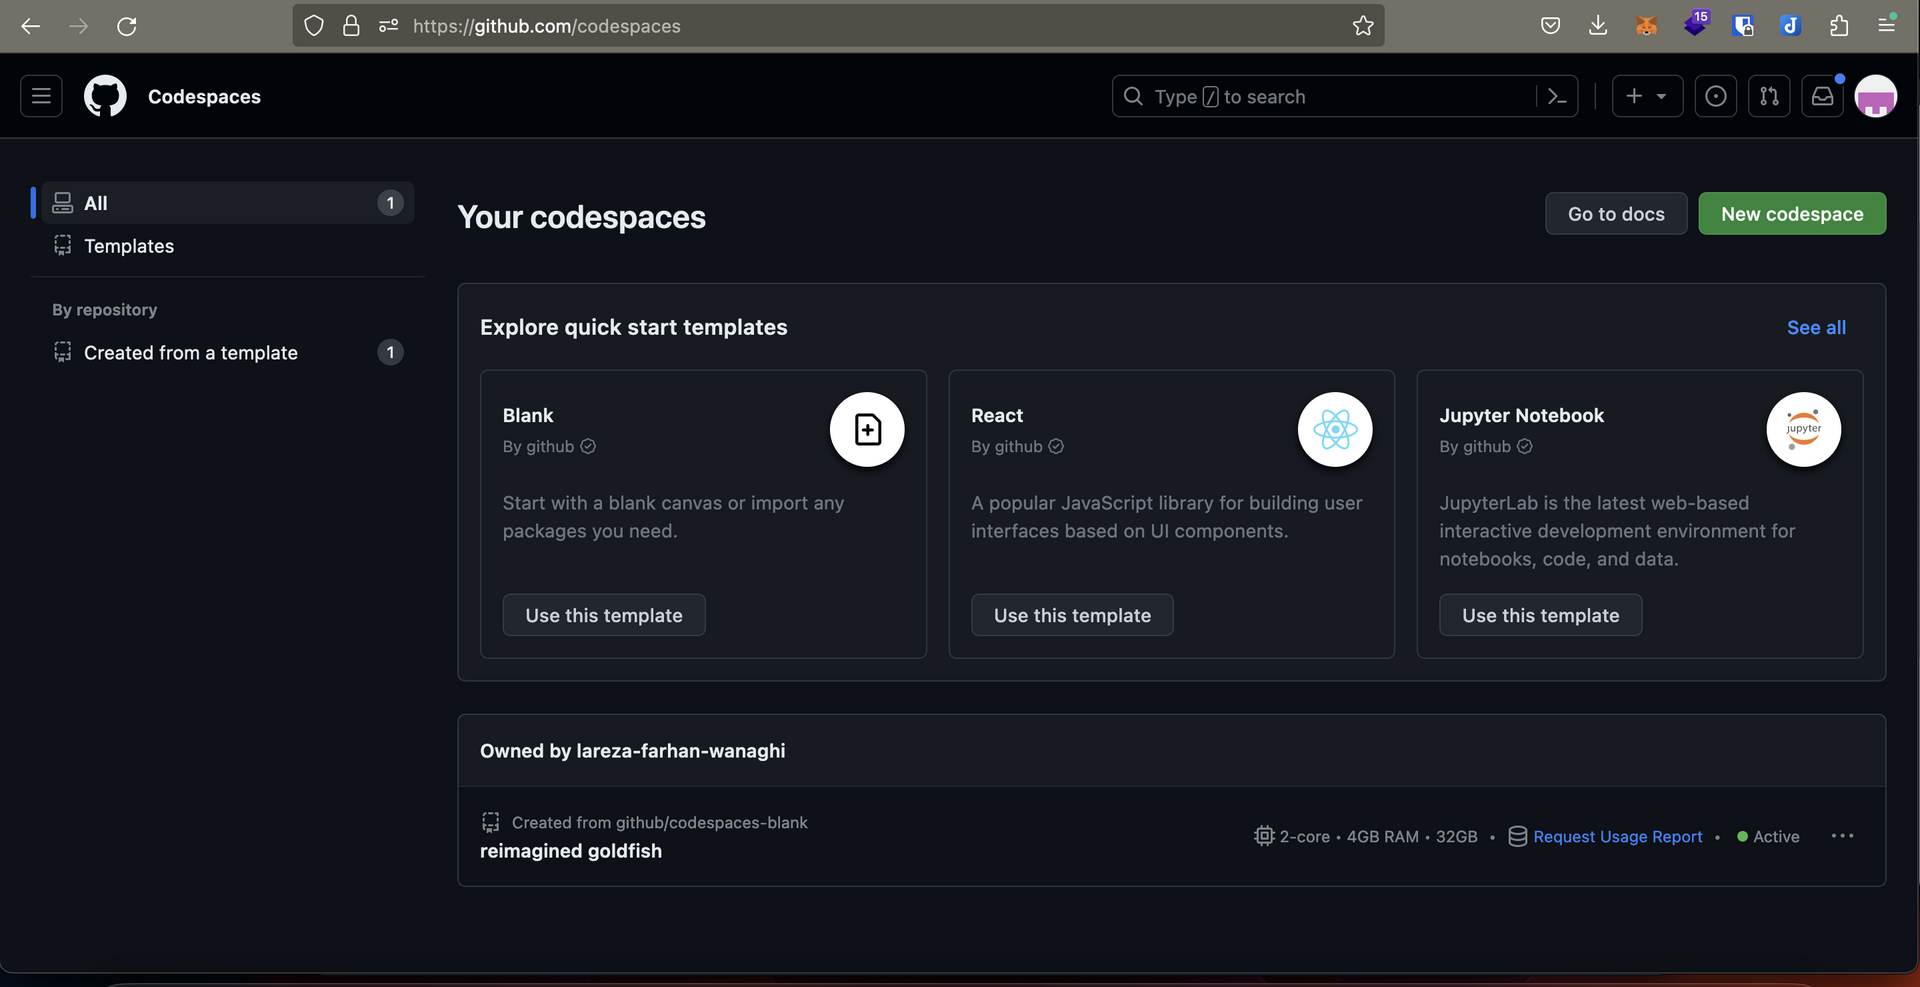 https://github.com/codespaces
15
Codespaces
Type / to search
All 1
Templates
By repository
Created from a template 1
Your codespaces
Go to docs
New codespace
Explore quick start templates
See all
Blank
By github
Start with a blank canvas or import any
packages you need.
Use this template
React
By github
A popular JavaScript library for building user
interfaces based on UI components.
Use this template
Jupyter Notebook
By github
jupyter
JupyterLab is the latest web-based
interactive development environment for
notebooks, code, and data.
Use this template
Owned by lareza-farhan-wanaghi
Created from github/codespaces-blank
reimagined goldfish
2-core • 4GB RAM • 32GB • Request Usage Report • Active